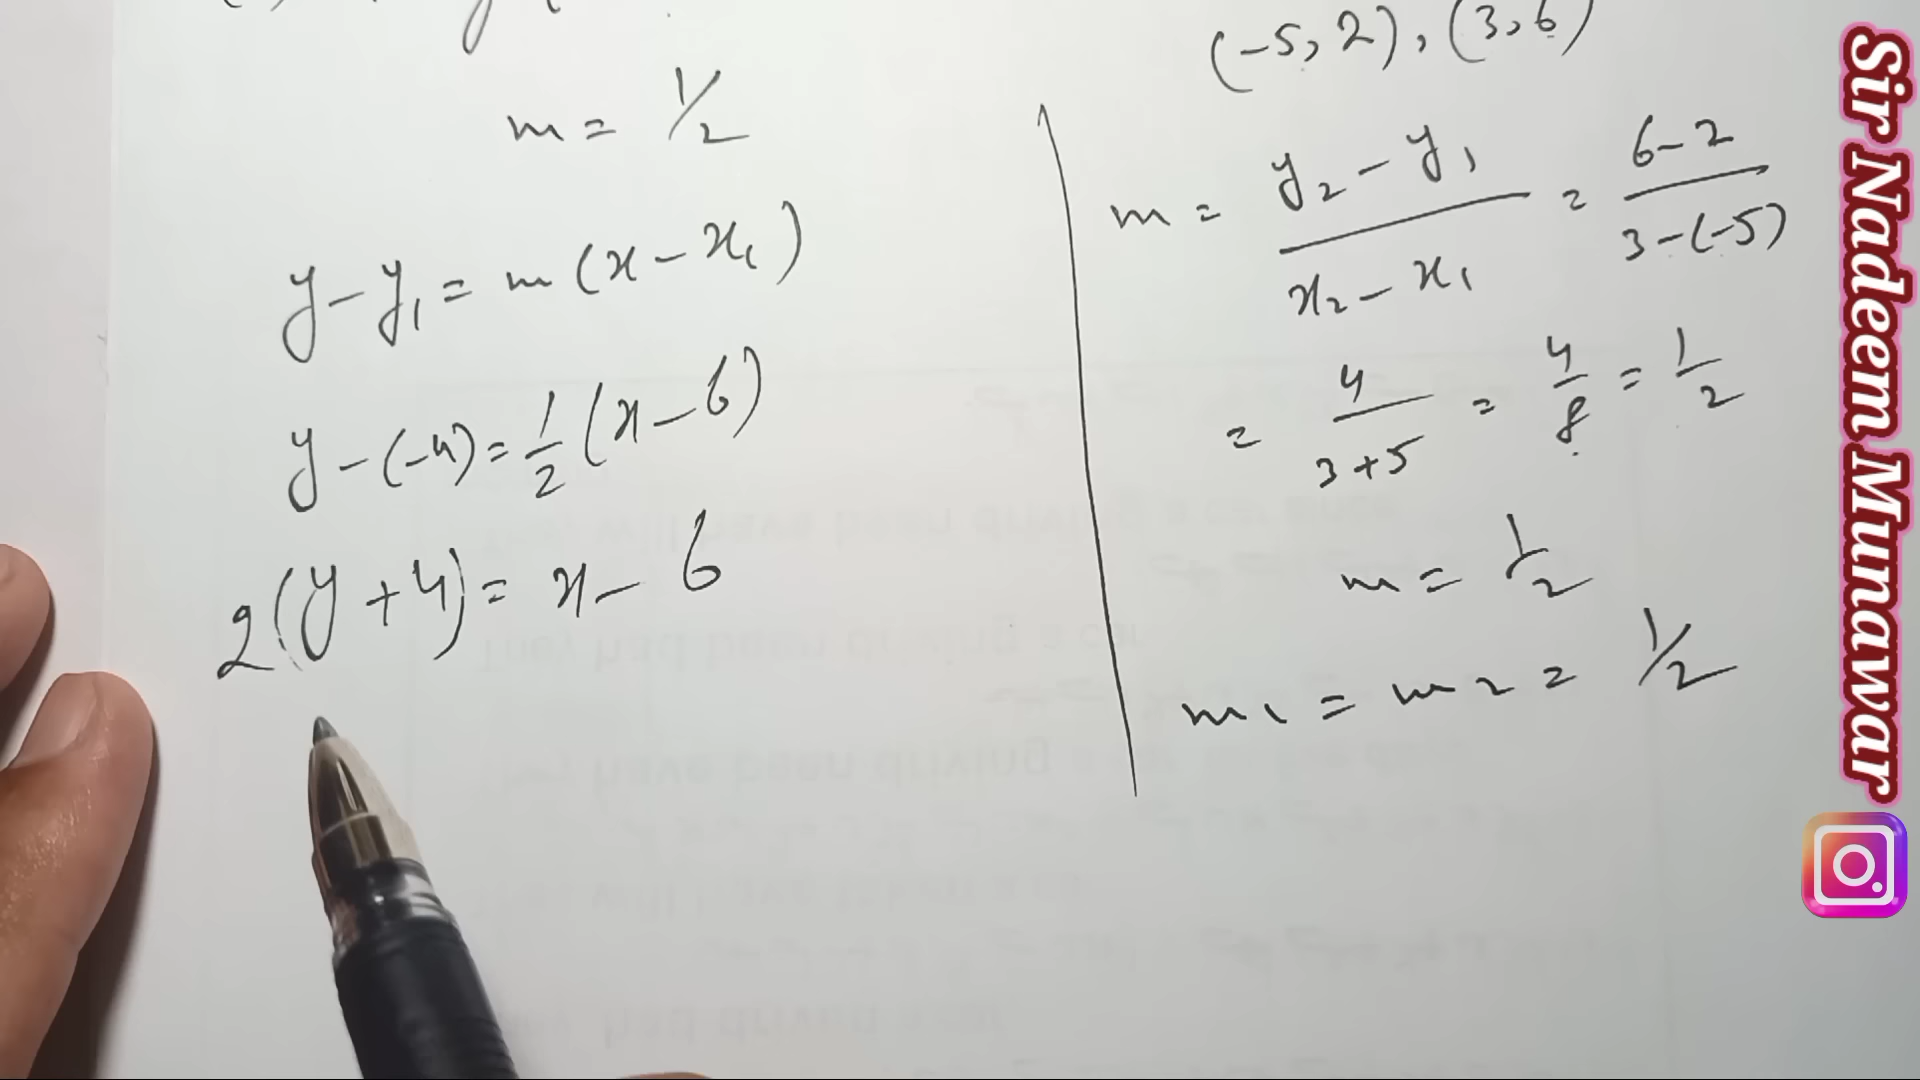 m = 1/2
y - y₁ = m (x - x₁)
y - (-4) = 1/2 (x - 6)
2(y + 4) = x - 6
(-5, 2), (3, 6)
m = y₂ - y₁ / x₂ - x₁ = 6 - 2 / 3 - (-5)
= 4 / 3 + 5 = 4/8 = 1/2
m = 1/2
m₁ = m₂ = 1/2
Sir Nadeem Munawar